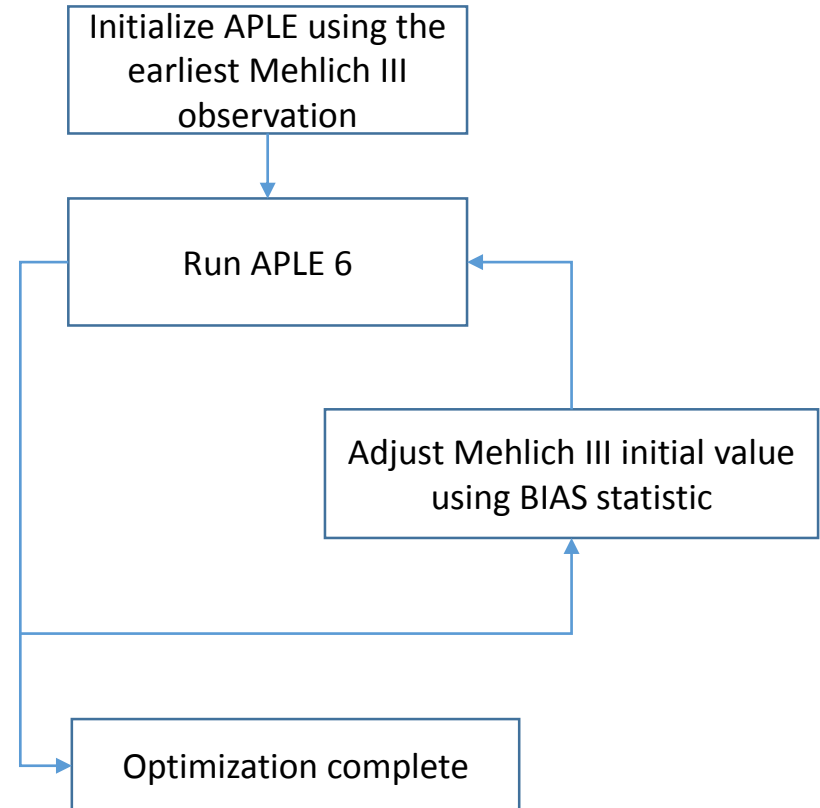 Initialize APLE using the
earliest Mehlich III
observation
Run APLE 6
Adjust Mehlich III initial value
using BIAS statistic
Optimization complete